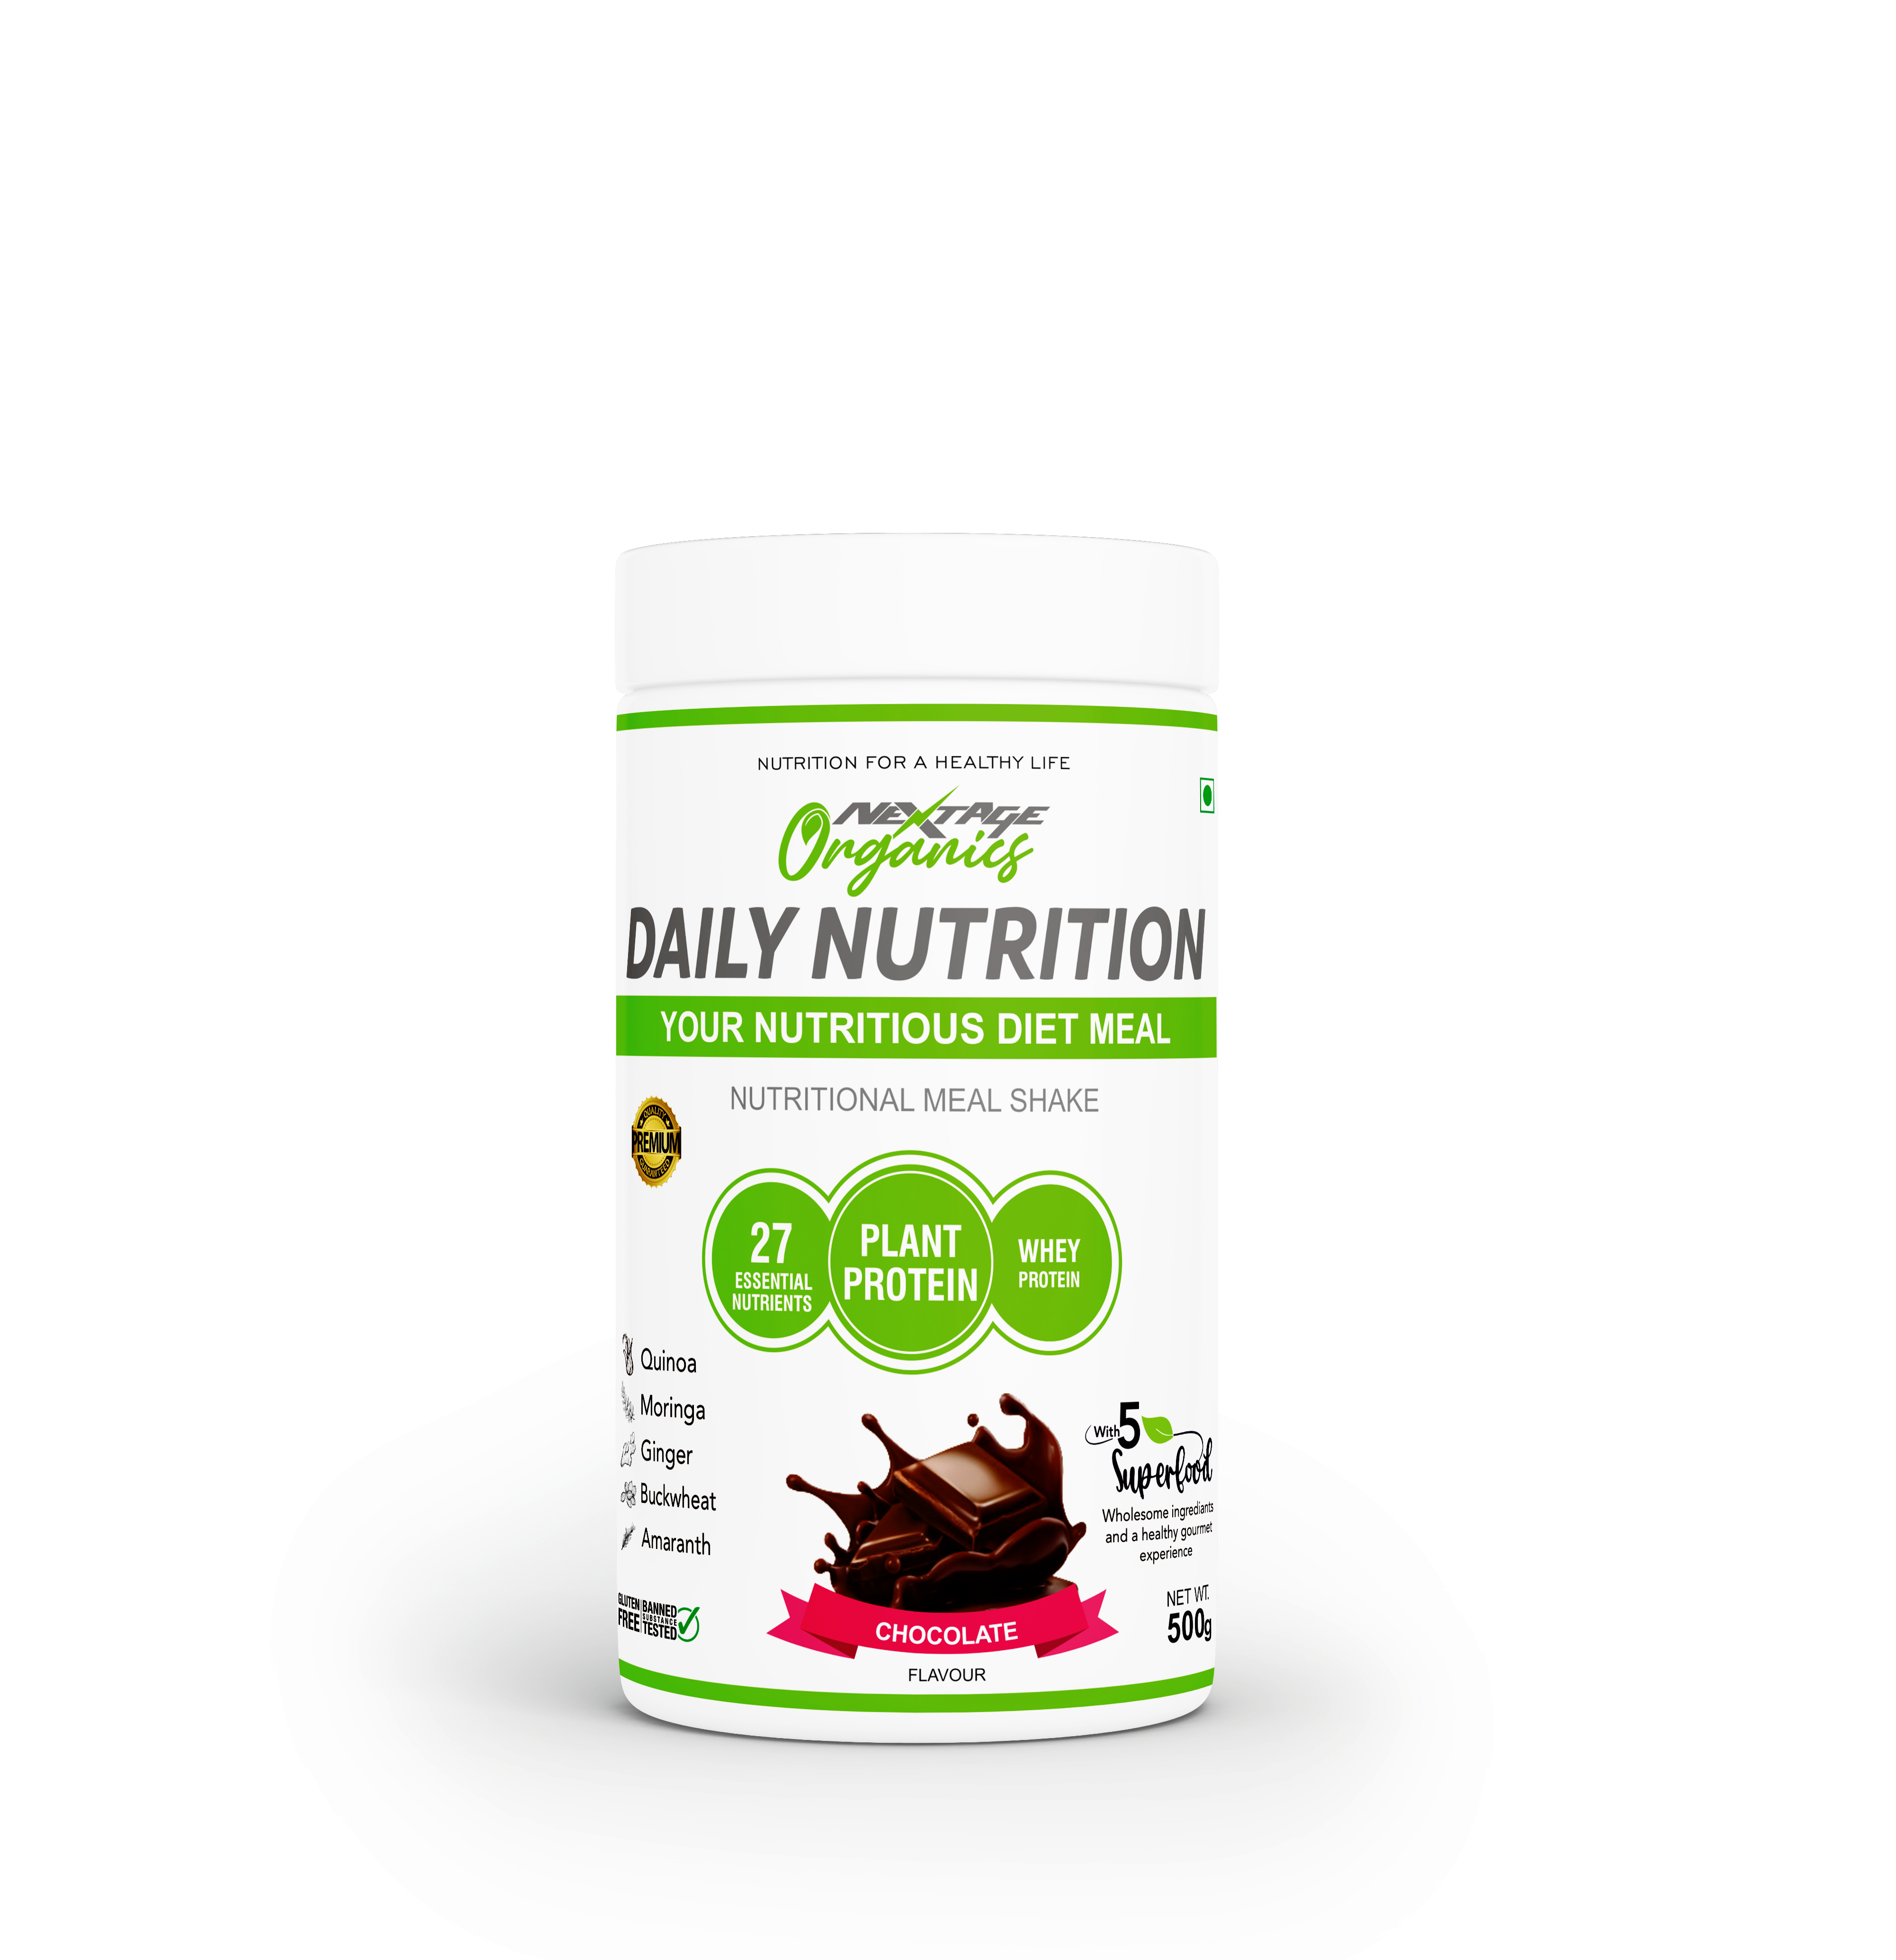 NUTRITION FOR A HEALTHY LIFE
NEXTAGE
Organics
DAILY NUTRITION
YOUR NUTRITIOUS DIET MEAL
NUTRITIONAL MEAL SHAKE
QUALITY
PREMIUM
GUARANTEED
27
ESSENTIAL
NUTRIENTS
PLANT
PROTEIN
WHEY
PROTEIN
Quinoa
Moringa
Ginger
Buckwheat
Amaranth
With 5
Superfood
Wholesome ingrediants
and a healthy gourmet
experience
GLUTEN
FREE
BANNED
SUBSTANCE
TESTED
CHOCOLATE
FLAVOUR
NET WT.
500g